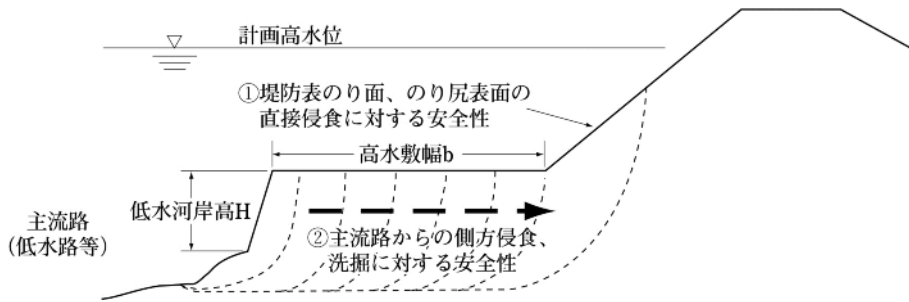 計画高水位
①堤防表のり面、のり尻表面の
直接侵食に対する安全性
高水敷幅b
低水河岸高H
主流路
(低水路等)
②主流路からの側方侵食、
洗掘に対する安全性